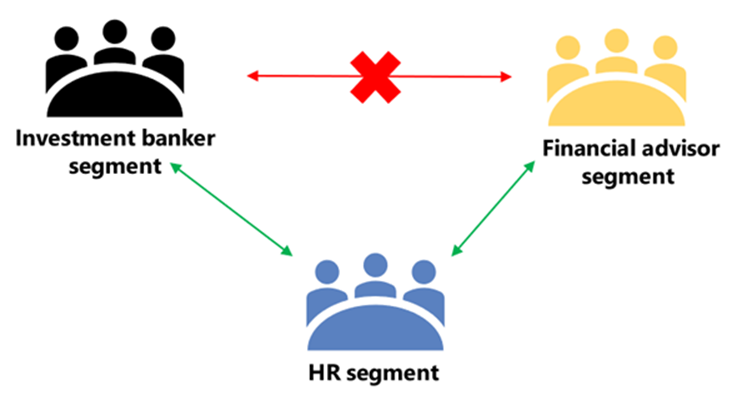 Investment banker
segment
Financial advisor
segment
HR segment